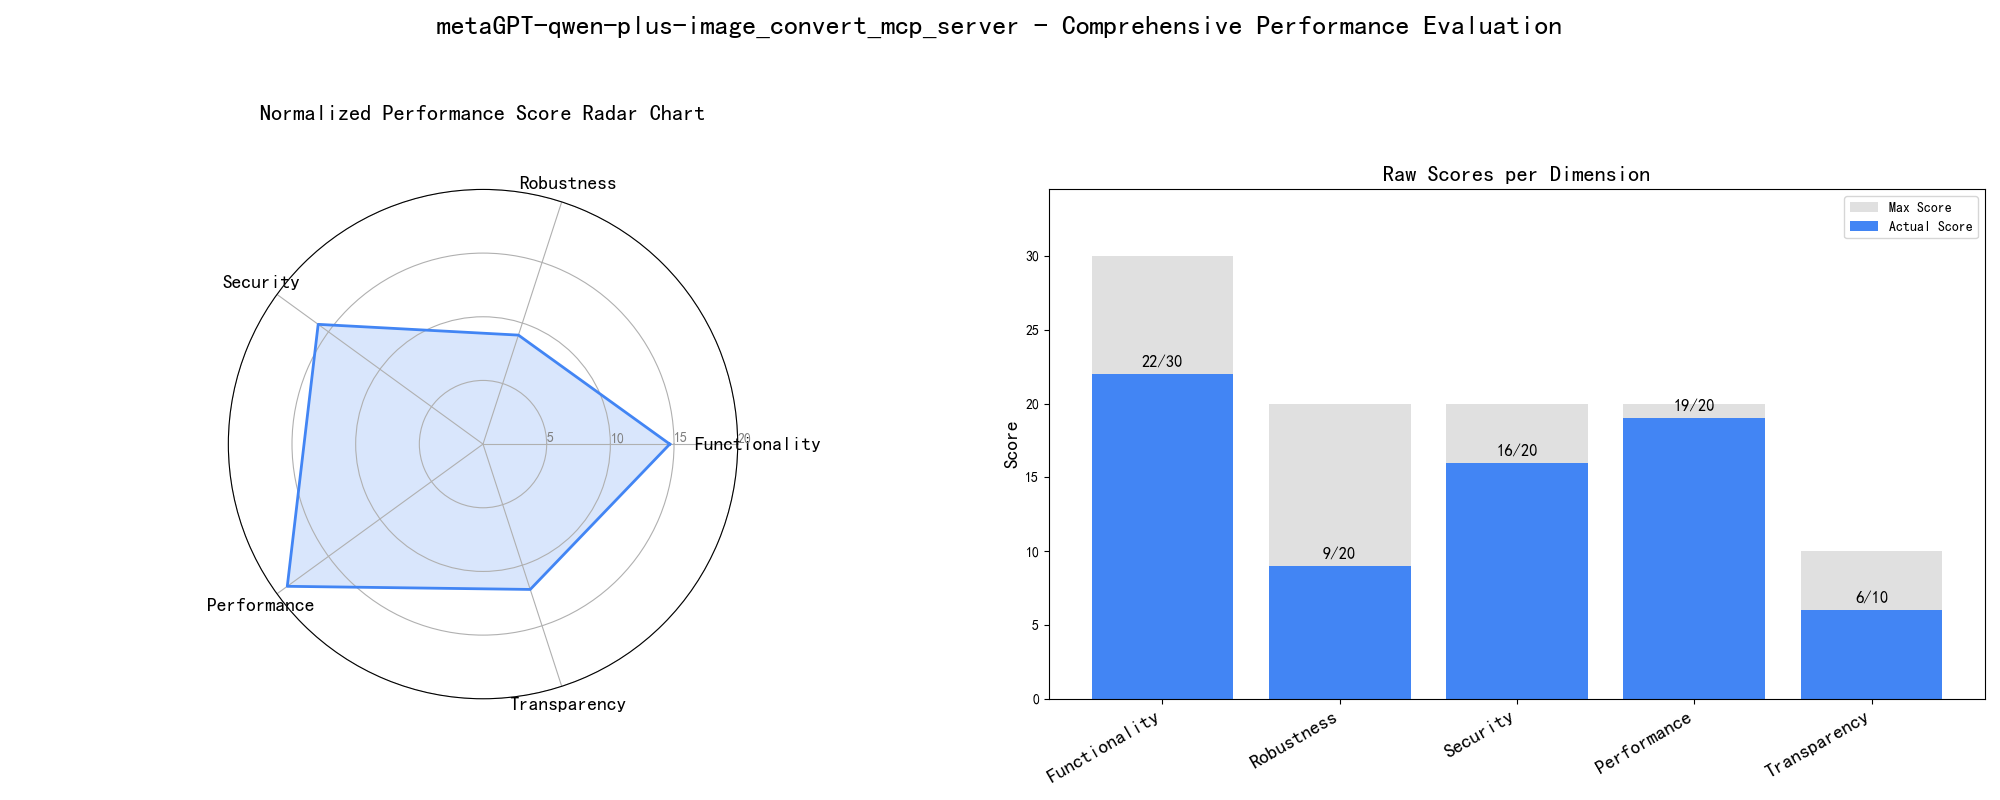 metaGPT-qwen-plus-image_convert_mcp_server - Comprehensive Performance Evaluation
Normalized Performance Score Radar Chart
Robustness
Security
Functionality
Performance
Transparency
5
10
15
20
Raw Scores per Dimension
Max Score
Actual Score
Score
30
25
20
15
10
5
0
22/30
9/20
16/20
19/20
6/10
Functionality
Robustness
Security
Performance
Transparency